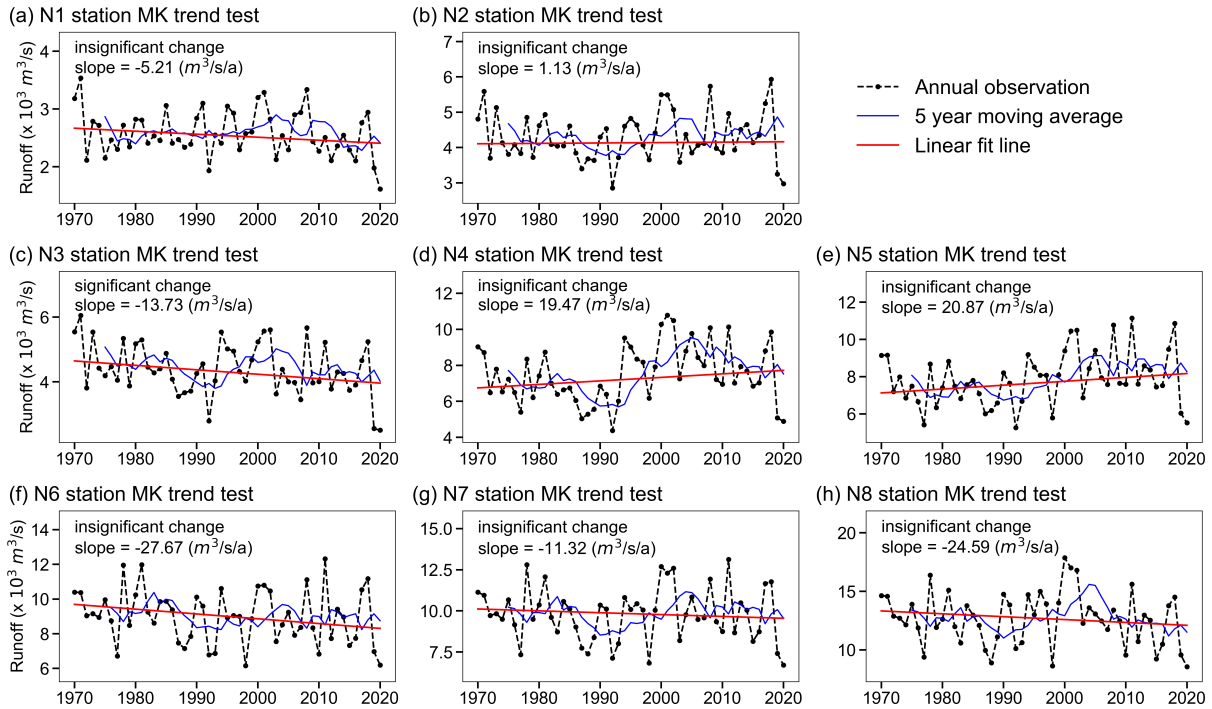 (a) N1 station MK trend test
(b) N2 station MK trend test
insignificant change
slope = -5.21 (m³/s/a)
insignificant change
slope = 1.13 (m³/s/a)
Annual observation
5 year moving average
Linear fit line
Runoff (x 10³ m³/s)
4
3
2
7
6
5
4
3
1970 1980 1990 2000 2010 2020
1970 1980 1990 2000 2010 2020
(c) N3 station MK trend test
(d) N4 station MK trend test
(e) N5 station MK trend test
significant change
slope = -13.73 (m³/s/a)
insignificant change
slope = 19.47 (m³/s/a)
insignificant change
slope = 20.87 (m³/s/a)
Runoff (x 10³ m³/s)
6
4
12
10
8
6
4
12
10
8
6
1970 1980 1990 2000 2010 2020
1970 1980 1990 2000 2010 2020
1970 1980 1990 2000 2010 2020
(f) N6 station MK trend test
(g) N7 station MK trend test
(h) N8 station MK trend test
insignificant change
slope = -27.67 (m³/s/a)
insignificant change
slope = -11.32 (m³/s/a)
insignificant change
slope = -24.59 (m³/s/a)
Runoff (x 10³ m³/s)
14
12
10
8
6
15.0
12.5
10.0
7.5
20
15
10
1970 1980 1990 2000 2010 2020
1970 1980 1990 2000 2010 2020
1970 1980 1990 2000 2010 2020